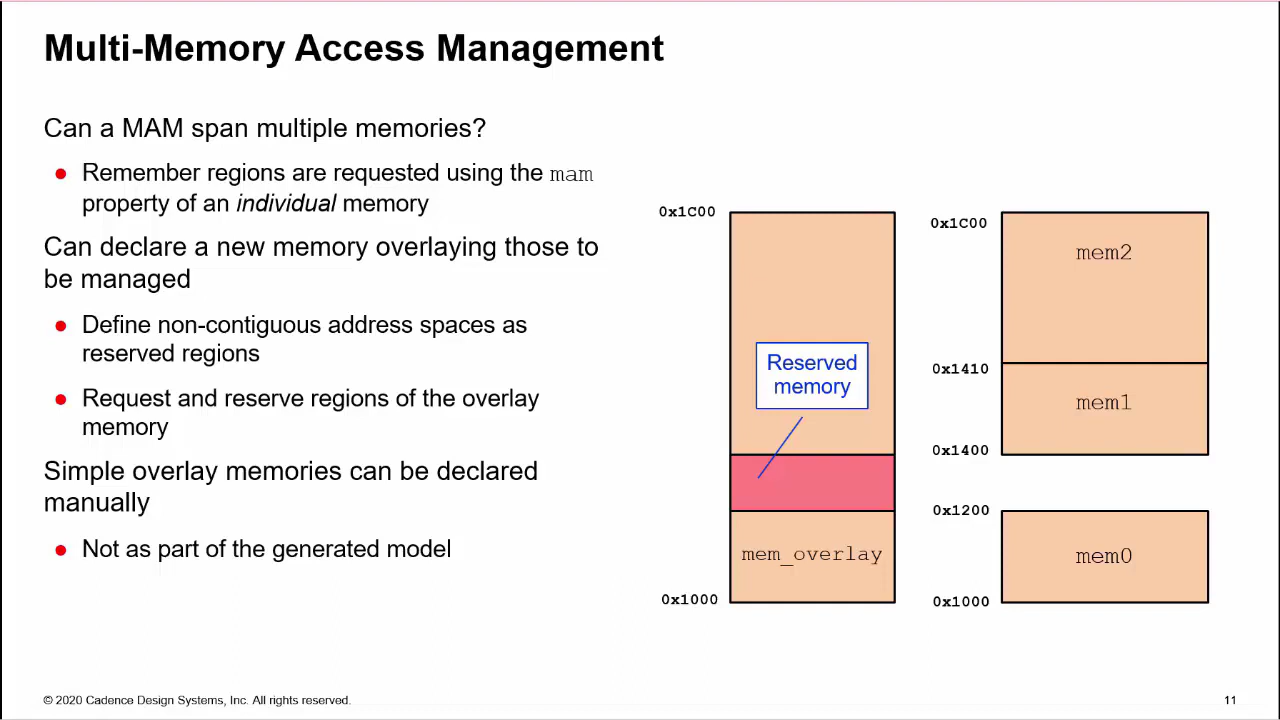 Multi-Memory Access Management
Can a MAM span multiple memories?
Remember regions are requested using the mam
property of an individual memory
Can declare a new memory overlaying those to
be managed
Define non-contiguous address spaces as
reserved regions
Request and reserve regions of the overlay
memory
Simple overlay memories can be declared
manually
Not as part of the generated model
0x1C00
Reserved
memory
mem_overlay
0x1000
0x1C00
mem2
0x1410
mem1
0x1400
0x1200
mem0
0x1000
© 2020 Cadence Design Systems, Inc. All rights reserved.
11